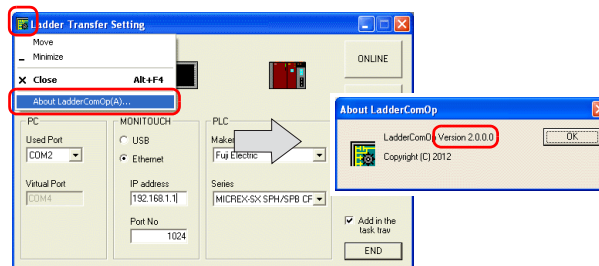 Ladder Transfer Setting
Move
Minimize
Close Alt+F4
About LadderComOp(A)...
ONLINE
PC
Used Port
COM2
Virtual Port
COM4
MONITOUCH
USB
Ethernet
IP address
192.168.1.1
Port No
1024
PLC
Maker
Fuji Electric
Series
MICREX-SX SPH/SPB CF
Add in the
task tray
END
About LadderComOp
LadderComOp Version 2.0.0.0
Copyright (C) 2012
OK